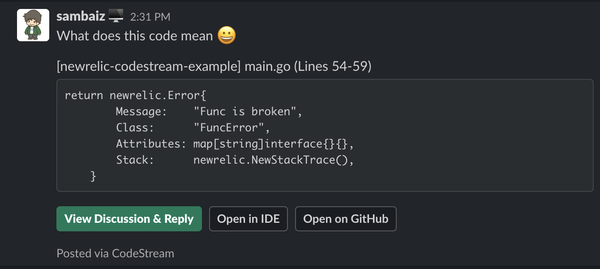 sambaiz 2:31 PM
What does this code mean
[newrelic-codestream-example] main.go (Lines 54-59)
return newrelic.Error{
        Message:    "Func is broken",
        Class:      "FuncError",
        Attributes: map[string]interface{}{},
        Stack:      newrelic.NewStackTrace(),
    }
View Discussion & Reply Open in IDE Open on GitHub
Posted via CodeStream